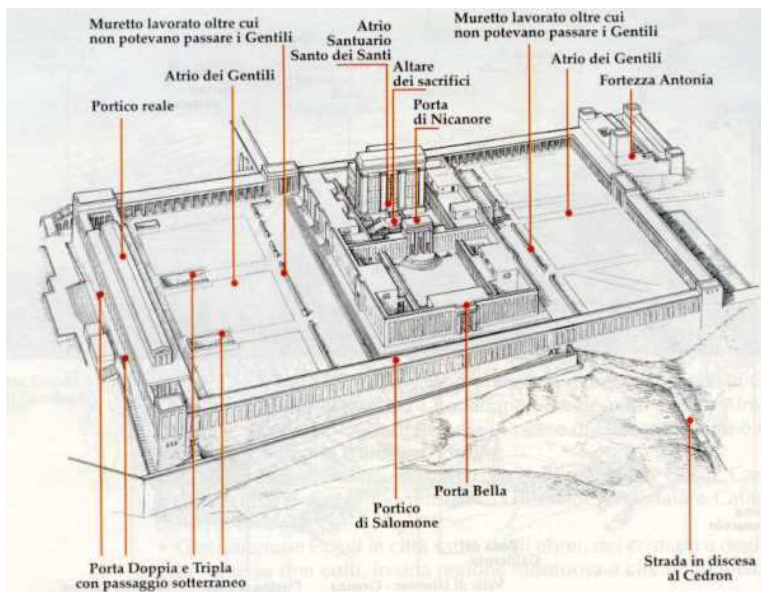 Muretto lavorato oltre cui
non potevano passare i Gentili
Atrio
Santuario
Santo dei Santi
Muretto lavorato oltre cui
non potevano passare i Gentili
Atrio dei Gentili
Altare
dei sacrifici
Atrio dei Gentili
Fortezza Antonia
Portico reale
Porta
di Nicanore
Porta Bella
Portico
di Salomone
Porta Doppia e Tripla
con passaggio sotterraneo
Strada in discesa
al Cedron